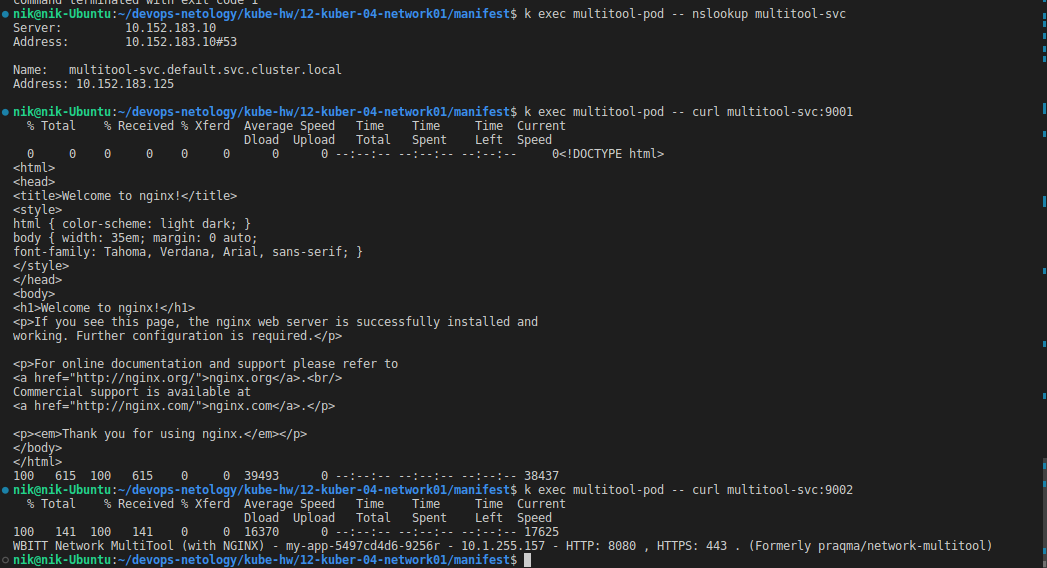 command terminated with exit code 1
nik@nik-Ubuntu:~/devops-netology/kube-hw/12-kuber-04-network01/manifest$ k exec multitool-pod -- nslookup multitool-svc
Server:         10.152.183.10
Address:        10.152.183.10#53

Name:   multitool-svc.default.svc.cluster.local
Address: 10.152.183.125

nik@nik-Ubuntu:~/devops-netology/kube-hw/12-kuber-04-network01/manifest$ k exec multitool-pod -- curl multitool-svc:9001
  % Total    % Received % Xferd  Average Speed   Time    Time     Time  Current
                                 Dload  Upload   Total   Spent    Left  Speed
  0     0    0     0    0     0      0      0 --:--:-- --:--:-- --:--:--     0<!DOCTYPE html>
<html>
<head>
<title>Welcome to nginx!</title>
<style>
html { color-scheme: light dark; }
body { width: 35em; margin: 0 auto;
font-family: Tahoma, Verdana, Arial, sans-serif; }
</style>
</head>
<body>
<h1>Welcome to nginx!</h1>
<p>If you see this page, the nginx web server is successfully installed and
working. Further configuration is required.</p>

<p>For online documentation and support please refer to
<a href="http://nginx.org/">nginx.org</a>.<br/>
Commercial support is available at
<a href="http://nginx.com/">nginx.com</a>.</p>

<p><em>Thank you for using nginx.</em></p>
</body>
</html>
100   615  100   615    0     0  39493      0 --:--:-- --:--:-- --:--:-- 38437
nik@nik-Ubuntu:~/devops-netology/kube-hw/12-kuber-04-network01/manifest$ k exec multitool-pod -- curl multitool-svc:9002
  % Total    % Received % Xferd  Average Speed   Time    Time     Time  Current
                                 Dload  Upload   Total   Spent    Left  Speed
100   141  100   141    0     0  16370      0 --:--:-- --:--:-- --:--:-- 17625
WBITT Network MultiTool (with NGINX) - my-app-5497cd4d6-9256r - 10.1.255.157 - HTTP: 8080 , HTTPS: 443 . (Formerly praqma/network-multitool)
nik@nik-Ubuntu:~/devops-netology/kube-hw/12-kuber-04-network01/manifest$